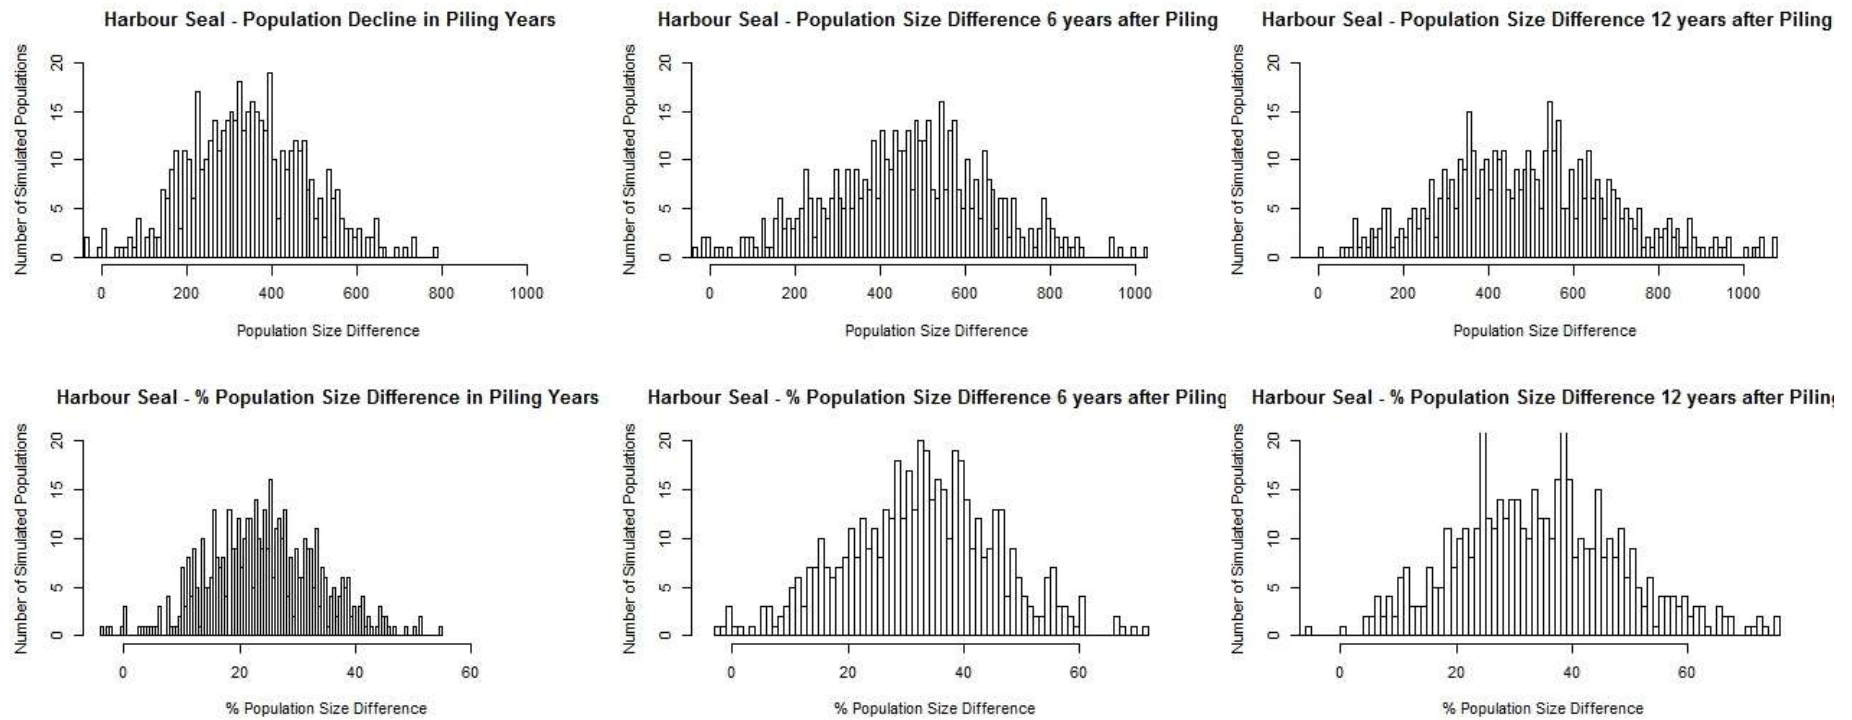 Harbour Seal - Population Decline in Piling Years
Number of Simulated Populations
20
15
10
5
0
0 200 400 600 800 1000
Population Size Difference
Harbour Seal - Population Size Difference 6 years after Piling
Number of Simulated Populations
20
15
10
5
0
0 200 400 600 800 1000
Population Size Difference
Harbour Seal - Population Size Difference 12 years after Piling
Number of Simulated Populations
20
15
10
5
0
0 200 400 600 800 1000
Population Size Difference
Harbour Seal - % Population Size Difference in Piling Years
Number of Simulated Populations
20
15
10
5
0
0 20 40 60
% Population Size Difference
Harbour Seal - % Population Size Difference 6 years after Piling
Number of Simulated Populations
20
15
10
5
0
0 20 40 60
% Population Size Difference
Harbour Seal - % Population Size Difference 12 years after Piling
Number of Simulated Populations
20
15
10
5
0
0 20 40 60
% Population Size Difference